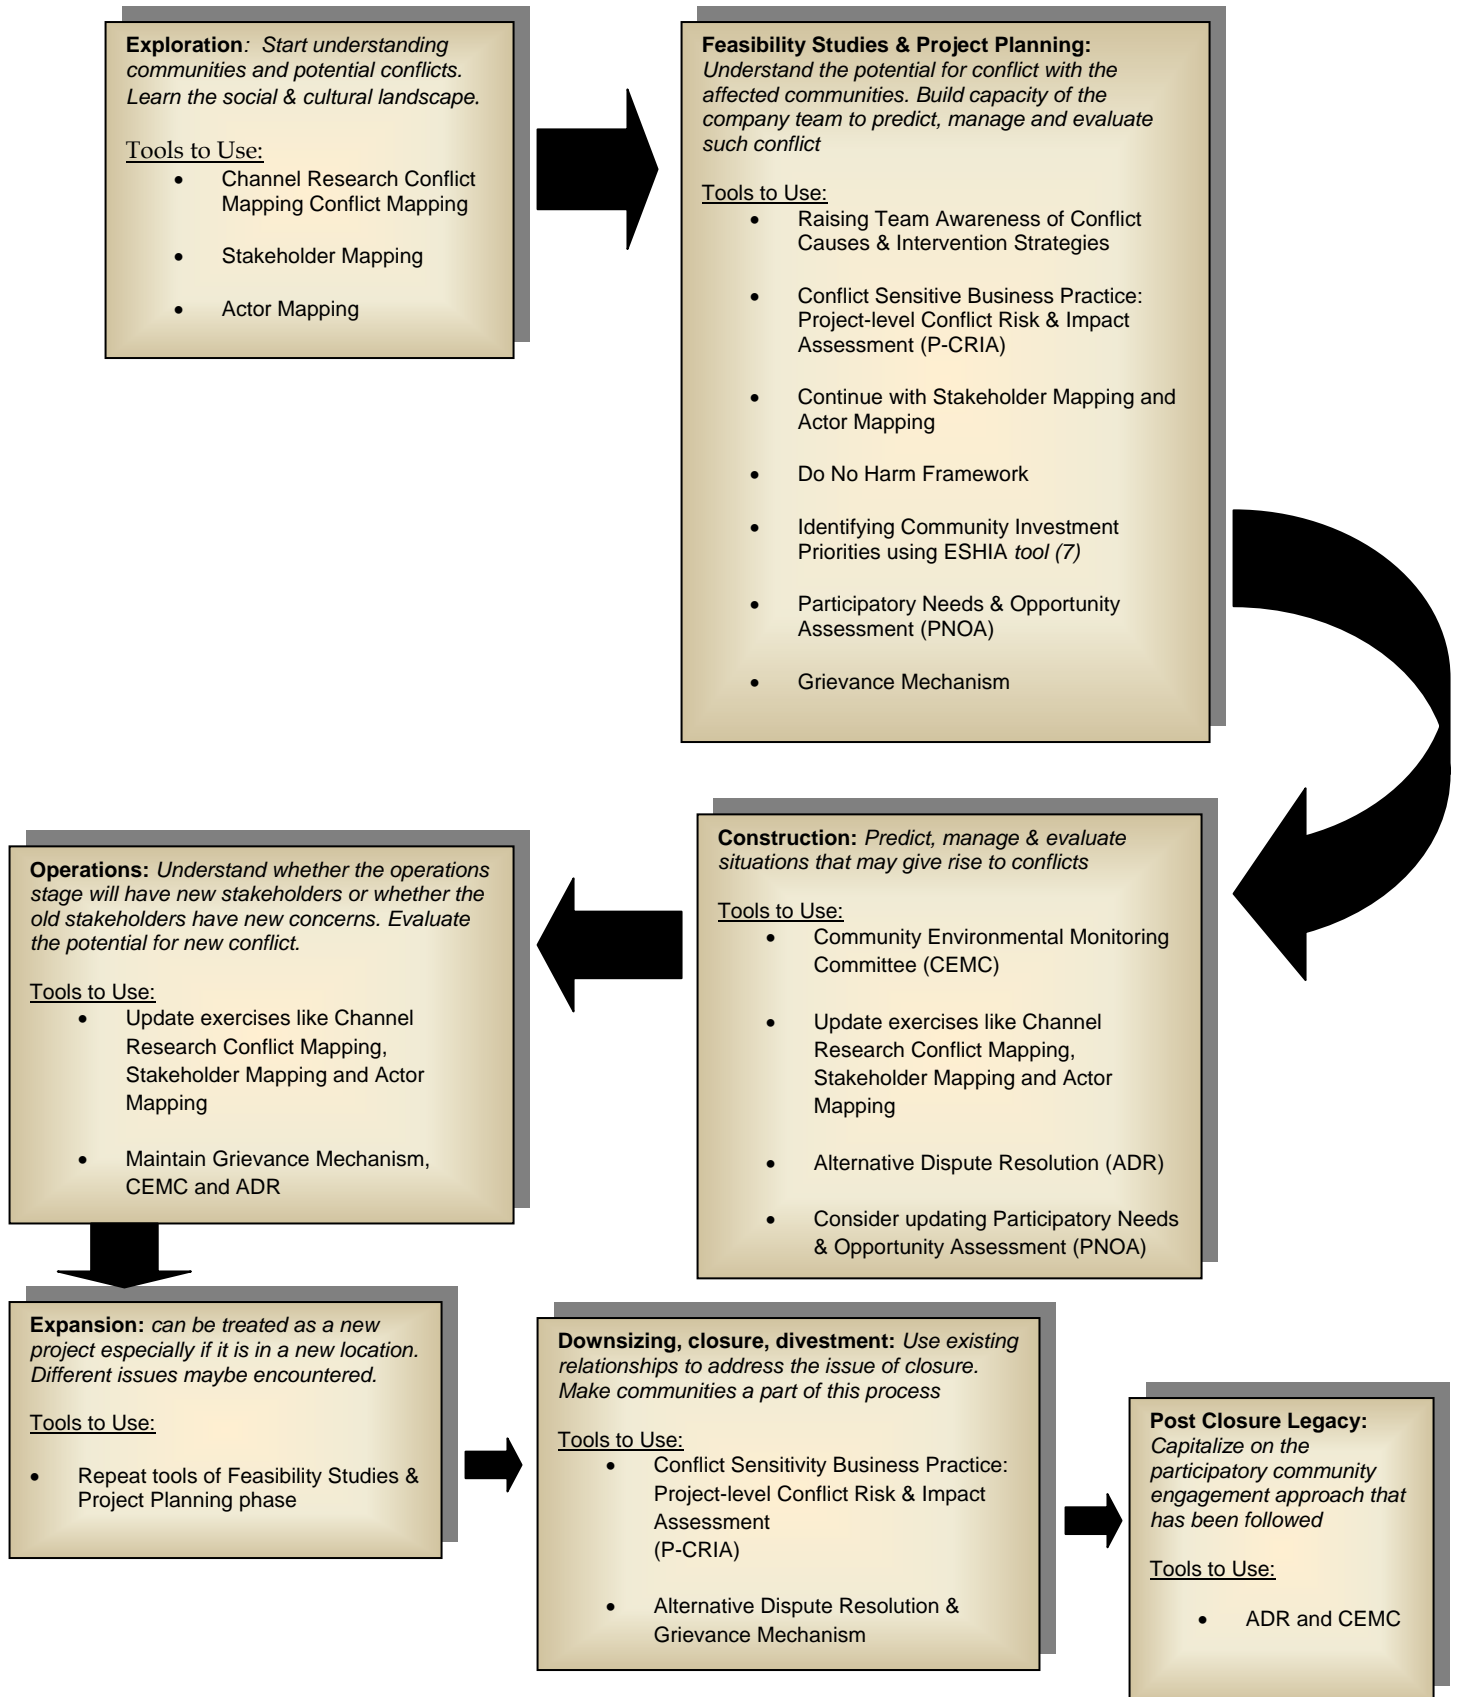 Exploration:  Start understanding
communities and potential conflicts.
Learn the social & cultural landscape.
Tools to Use:
• Channel Research Conflict
Mapping Conflict Mapping
• Stakeholder Mapping
• Actor Mapping
Feasibility Studies & Project Planning:
Understand the potential for conflict with the
affected communities. Build capacity of the
company team to predict, manage and evaluate
such conflict
Tools to Use:
• Raising Team Awareness of Conflict
Causes & Intervention Strategies
• Conflict Sensitive Business Practice:
Project-level Conflict Risk & Impact
Assessment (P-CRIA)
• Continue with Stakeholder Mapping and
Actor Mapping
• Do No Harm Framework
• Identifying Community Investment
Priorities using ESHIA tool (7)
• Participatory Needs & Opportunity
Assessment (PNOA)
• Grievance Mechanism
Construction: Predict, manage & evaluate
situations that may give rise to conflicts
Tools to Use:
• Community Environmental Monitoring
Committee (CEMC)
• Update exercises like Channel
Research Conflict Mapping,
Stakeholder Mapping and Actor
Mapping
• Alternative Dispute Resolution (ADR)
• Consider updating Participatory Needs
& Opportunity Assessment (PNOA)
Operations: Understand whether the operations
stage will have new stakeholders or whether the
old stakeholders have new concerns. Evaluate
the potential for new conflict.
Tools to Use:
• Update exercises like Channel
Research Conflict Mapping,
Stakeholder Mapping and Actor
Mapping
• Maintain Grievance Mechanism,
CEMC and ADR
Expansion: can be treated as a new
project especially if it is in a new location.
Different issues maybe encountered.
Tools to Use:
• Repeat tools of Feasibility Studies &
Project Planning phase
Downsizing, closure, divestment: Use existing
relationships to address the issue of closure.
Make communities a part of this process
Tools to Use:
• Conflict Sensitivity Business Practice:
Project-level Conflict Risk & Impact
Assessment
(P-CRIA)
• Alternative Dispute Resolution &
Grievance Mechanism
Post Closure Legacy:
Capitalize on the
participatory community
engagement approach that
has been followed
Tools to Use:
• ADR and CEMC